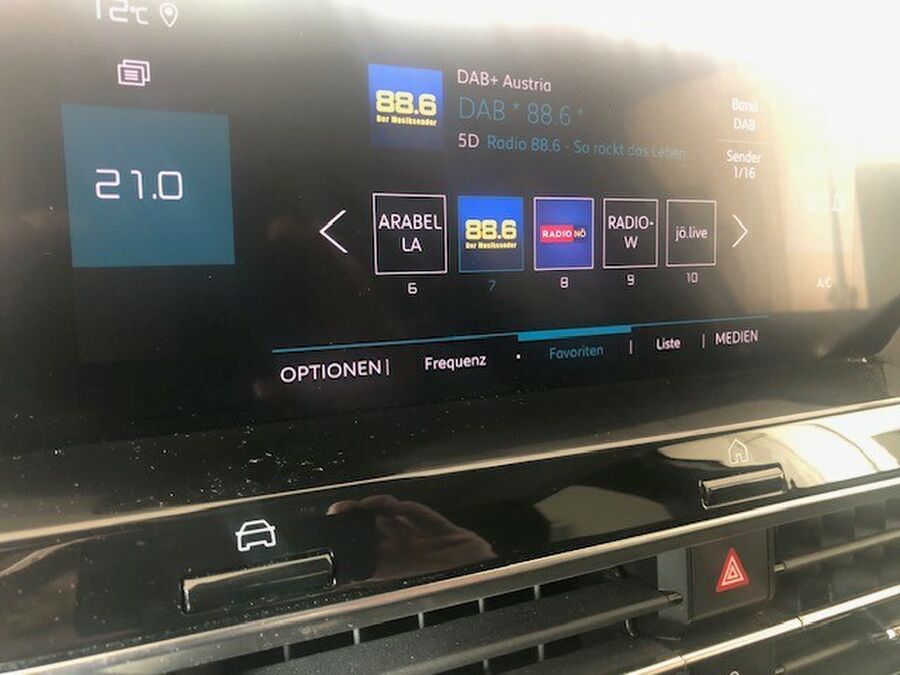 12°C
21.0
88.6
Der Musiksender
DAB+ Austria
DAB * 88.6 *
5D Radio 88.6 - So rockt das Leben
Band
DAB
Sender
1/16
ARABEL
LA
6
88.6
Der Musiksender
7
RADIO NÖ
8
RADIO-
W
9
jö.live
10
A/C
OPTIONEN | Frequenz · Favoriten | Liste | MEDIEN